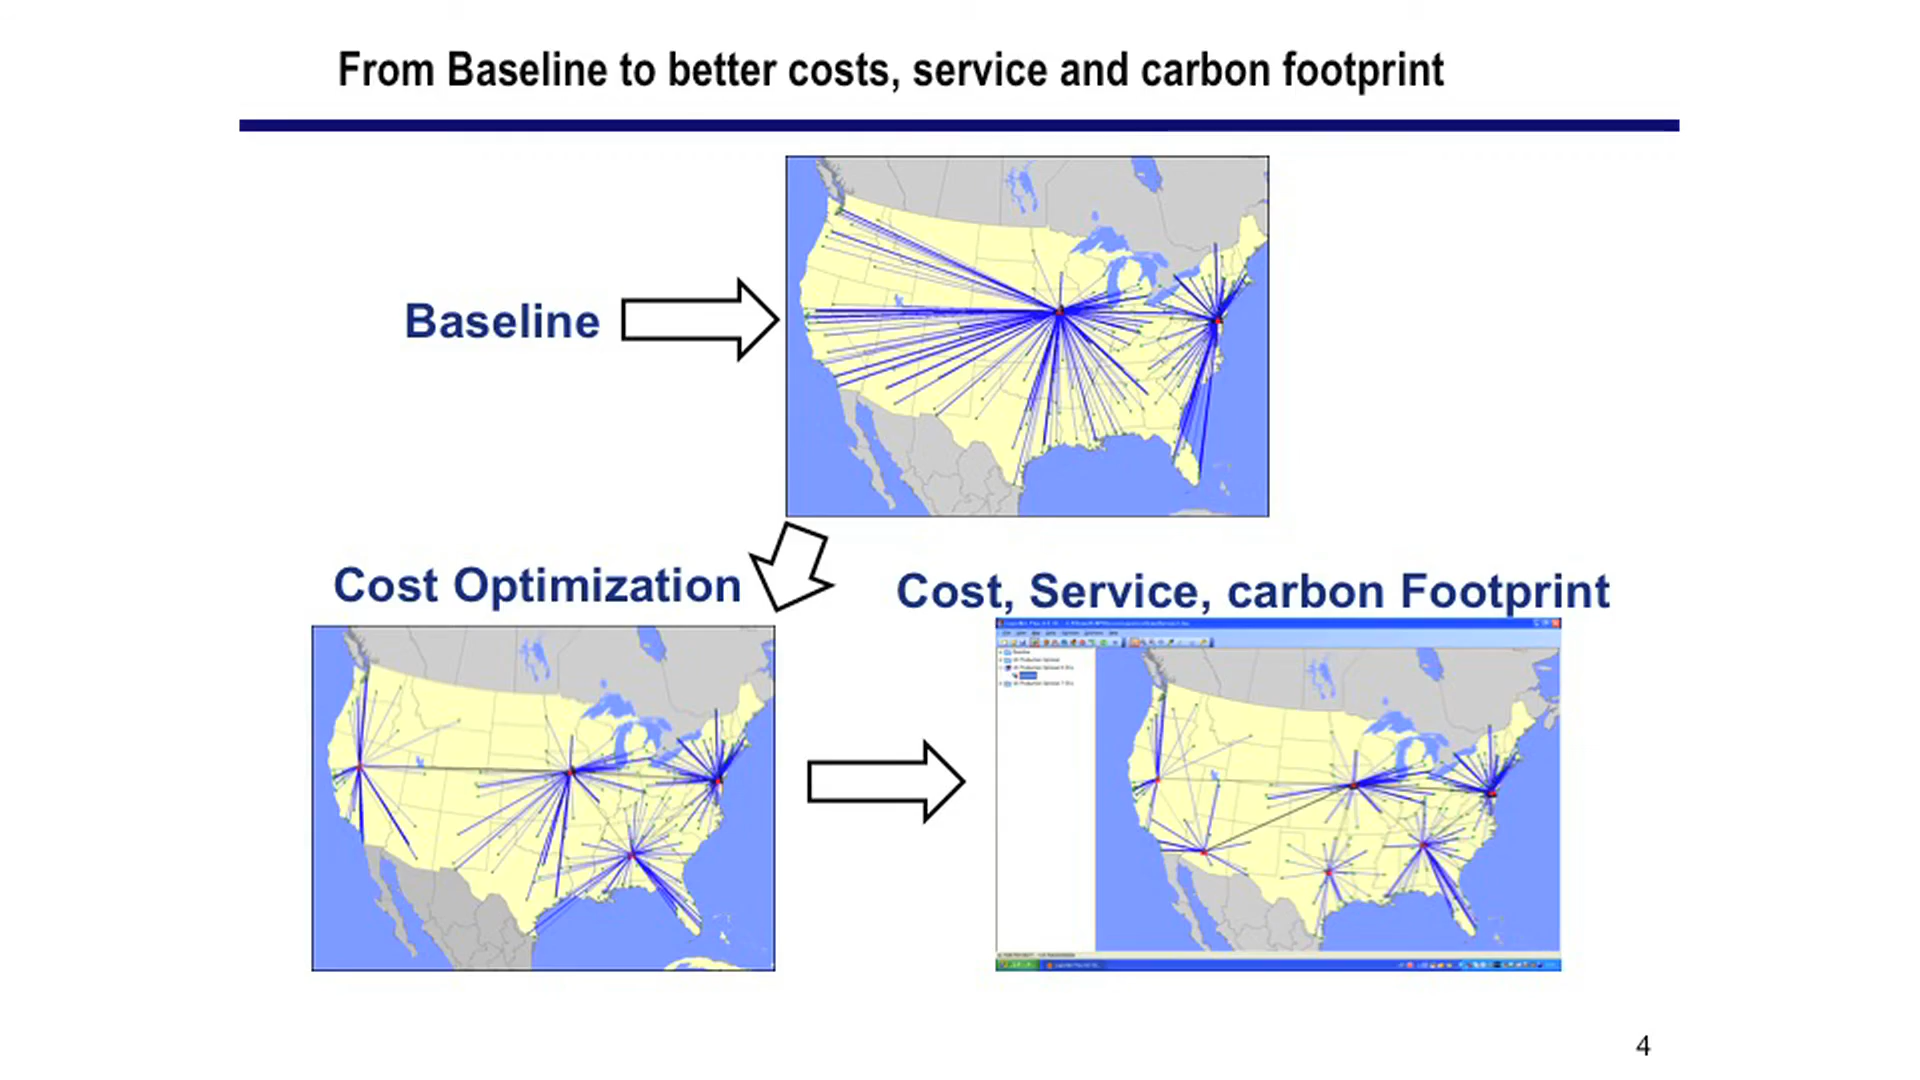 From Baseline to better costs, service and carbon footprint
Baseline
Cost Optimization
Cost, Service, carbon Footprint
4